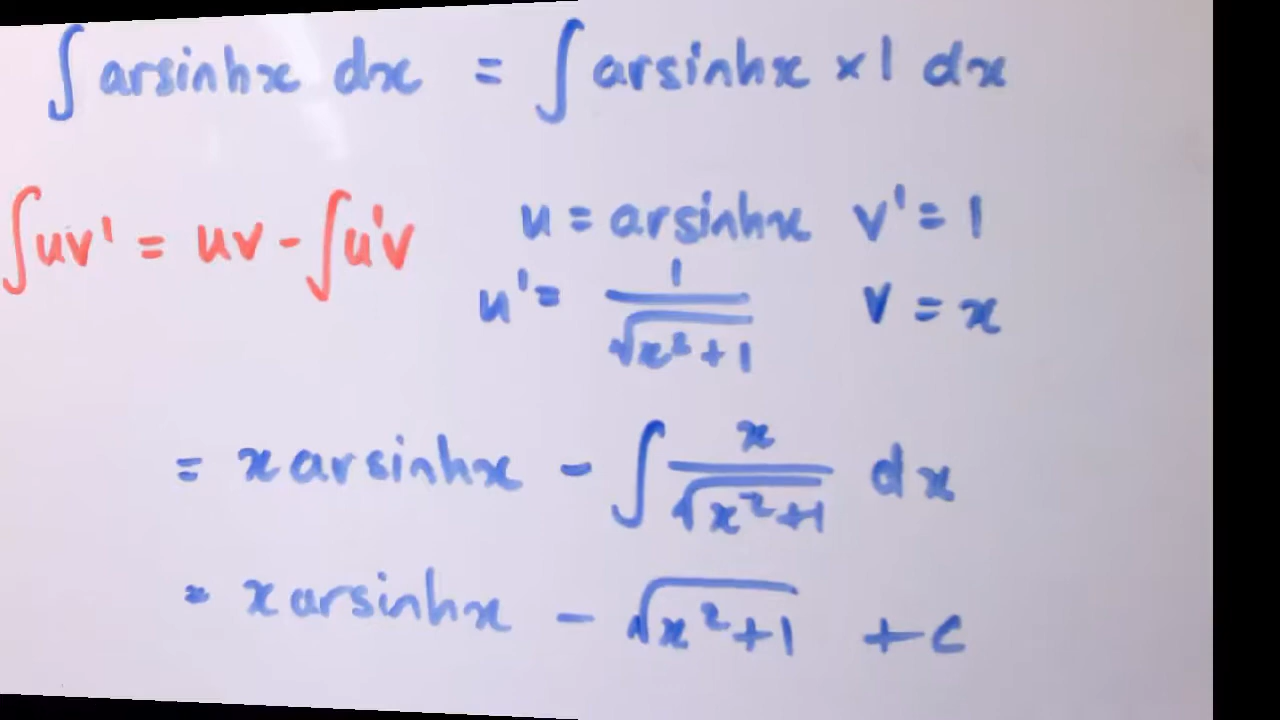 ∫ arsinhx dx = ∫ arsinhx × 1 dx
∫uv' = uv - ∫u'v
u = arsinhx v' = 1
u' = 1/√(x²+1) v = x
= x arsinhx - ∫ x/√(x²+1) dx
= x arsinhx - √(x²+1) + c